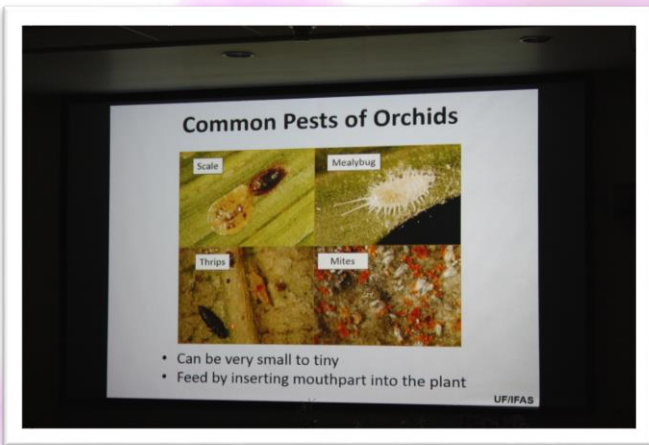 Common Pests of Orchids
Scale
Mealybug
Thrips
Mites
• Can be very small to tiny
• Feed by inserting mouthpart into the plant
UF/IFAS